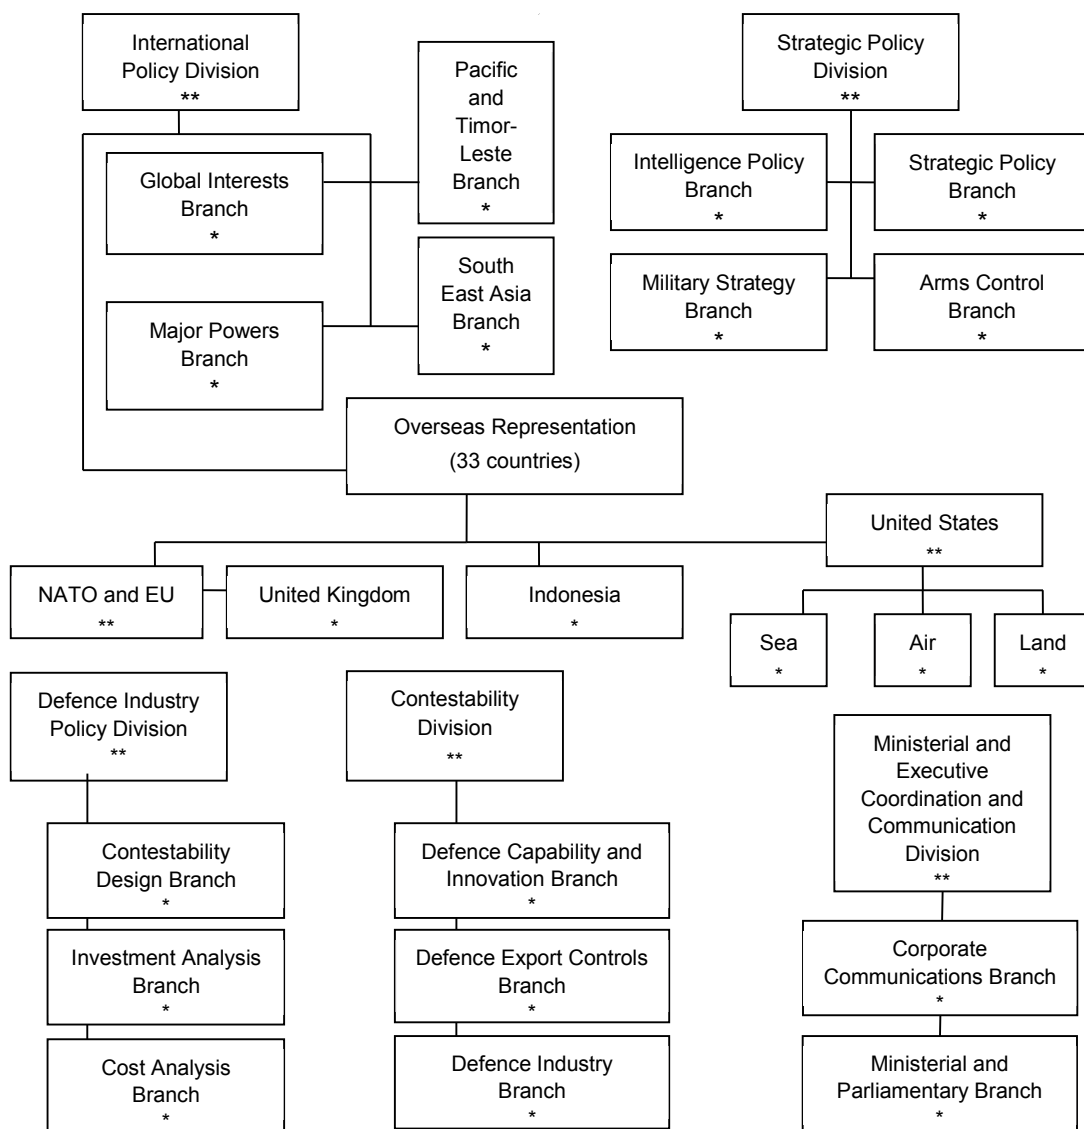 International
Policy Division
**
Pacific
and
Timor-
Leste
Branch
*
Strategic Policy
Division
**
Global Interests
Branch
*
Intelligence Policy
Branch
*
Strategic Policy
Branch
*
South
East Asia
Branch
*
Major Powers
Branch
*
Military Strategy
Branch
*
Arms Control
Branch
*
Overseas Representation
(33 countries)
United States
**
NATO and EU
**
United Kingdom
*
Indonesia
*
Sea
*
Air
*
Land
*
Defence Industry
Policy Division
**
Contestability
Division
**
Ministerial and
Executive
Coordination and
Communication
Division
**
Contestability
Design Branch
*
Defence Capability and
Innovation Branch
*
Investment Analysis
Branch
*
Defence Export Controls
Branch
*
Corporate
Communications Branch
*
Cost Analysis
Branch
*
Defence Industry
Branch
*
Ministerial and
Parliamentary Branch
*